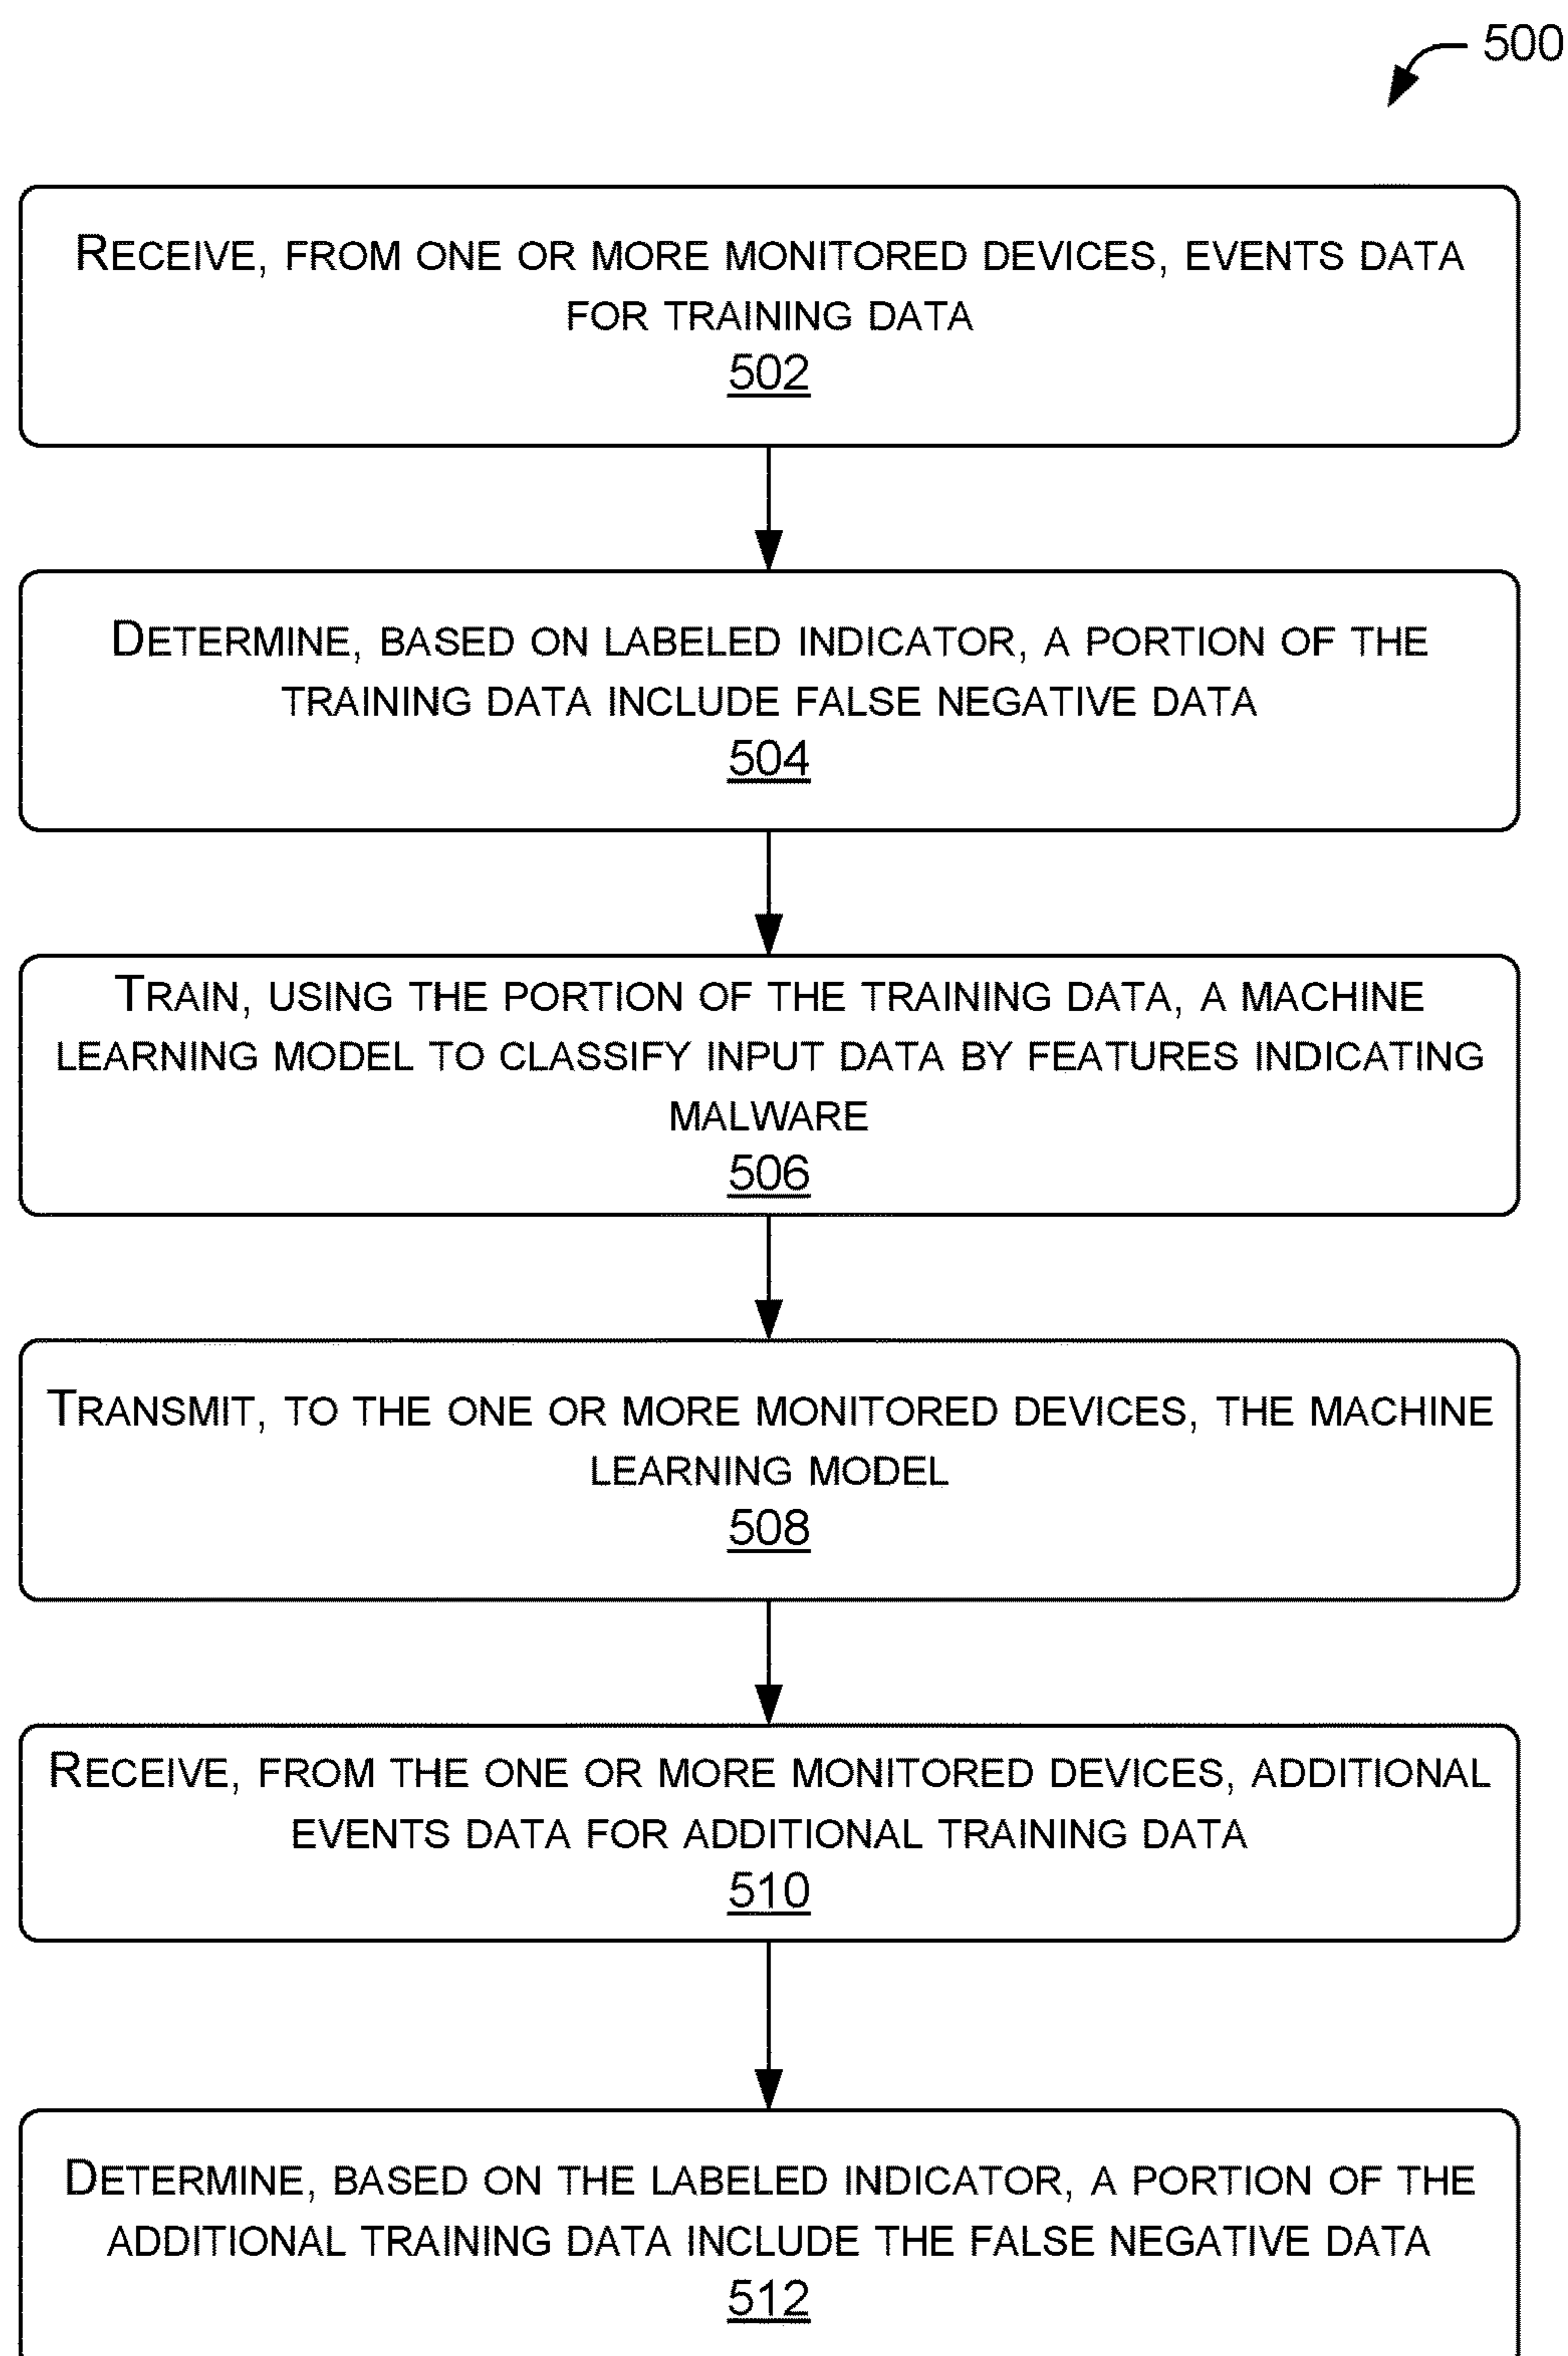 500
RECEIVE, FROM ONE OR MORE MONITORED DEVICES, EVENTS DATA
FOR TRAINING DATA
502
DETERMINE, BASED ON LABELED INDICATOR, A PORTION OF THE
TRAINING DATA INCLUDE FALSE NEGATIVE DATA
504
TRAIN, USING THE PORTION OF THE TRAINING DATA, A MACHINE
LEARNING MODEL TO CLASSIFY INPUT DATA BY FEATURES INDICATING
MALWARE
506
TRANSMIT, TO THE ONE OR MORE MONITORED DEVICES, THE MACHINE
LEARNING MODEL
508
RECEIVE, FROM THE ONE OR MORE MONITORED DEVICES, ADDITIONAL
EVENTS DATA FOR ADDITIONAL TRAINING DATA
510
DETERMINE, BASED ON THE LABELED INDICATOR, A PORTION OF THE
ADDITIONAL TRAINING DATA INCLUDE THE FALSE NEGATIVE DATA
512